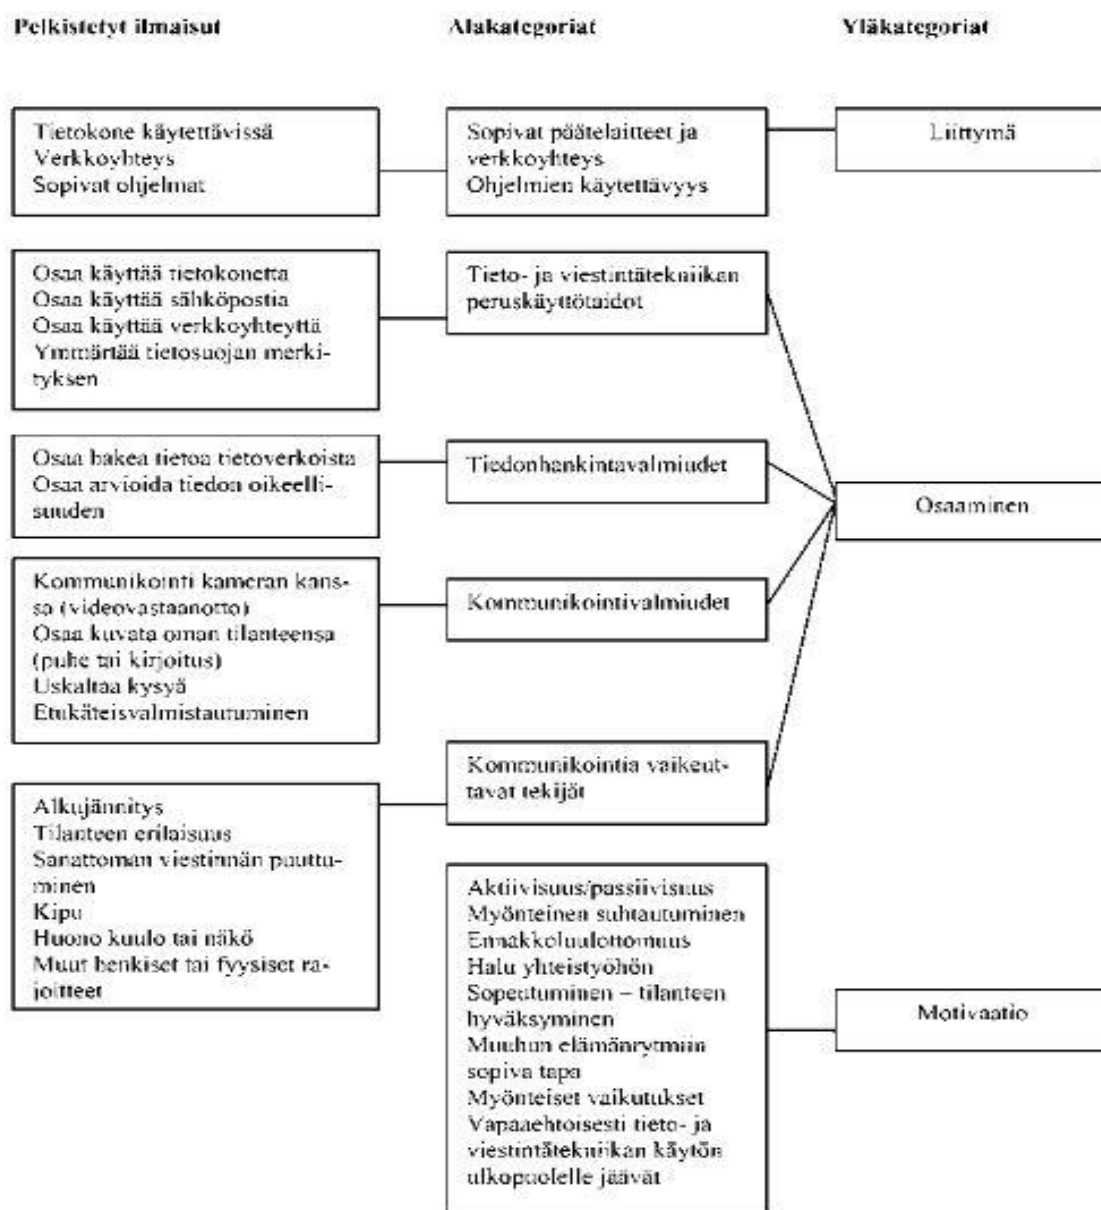 Pelkistetyt ilmaisut
Alakategoriat
Yläkategoriat
Tietokone käytettävissä
Verkkoyhteys
Sopivat ohjelmat
Sopivat päätelaitteet ja
verkkoyhteys
Ohjelmien käytettävyys
Liittymä
Osaa käyttää tietokonetta
Osaa käyttää sähköpostia
Osaa käyttää verkkoyhteyttä
Ymmärtää tietosuojan merki-
tyksen
Tieto- ja viestintätekniikan
peruskäyttötaidot
Osaa hakea tietoa tietoverkoista
Osaa arvioida tiedon oikeelli-
suuden
Tiedonhankintavalmiudet
Osaaminen
Kommunikointi kameran kans-
sa (videovastaanotto)
Osaa kuvata oman tilanteensa
(puhe tai kirjoitus)
Uskaltaa kysyä
Etukäteisvalmistautuminen
Kommunikointivalmiudet
Alkujännitys
Tilanteen erilaisuus
Sanattoman viestinnän puuttu-
minen
Kipu
Huono kuulo tai näkö
Muut henkiset tai fyysiset ra-
joitteet
Kommunikointia vaikeut-
tavat tekijät
Aktiivisuus/passiivisuus
Myönteinen suhtautuminen
Ennakkoluulottomuus
Halu yhteistyöhön
Sopeutuminen – tilanteen
hyväksyminen
Muuhun elämänrytmiin
sopiva tapa
Myönteiset vaikutukset
Vapaaehtoisesti tieto- ja
viestintätekniikan käytön
ulkopuolelle jäävät
Motivaatio